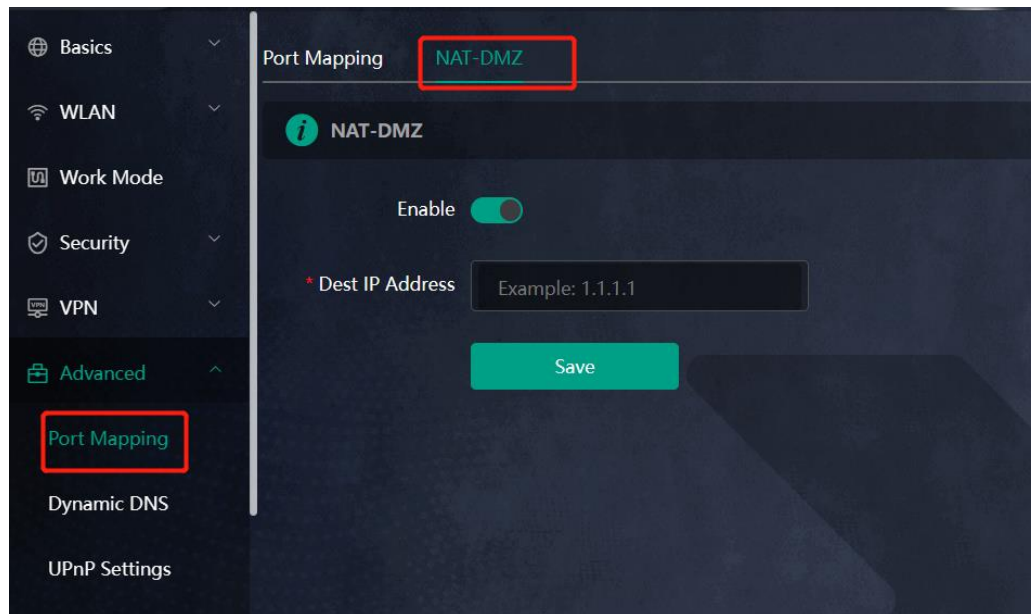 Basics
WLAN
Work Mode
Security
VPN
VPN
Advanced
Port Mapping
Dynamic DNS
UPnP Settings
Port Mapping
NAT-DMZ
i NAT-DMZ
Enable
* Dest IP Address
Example: 1.1.1.1
Save